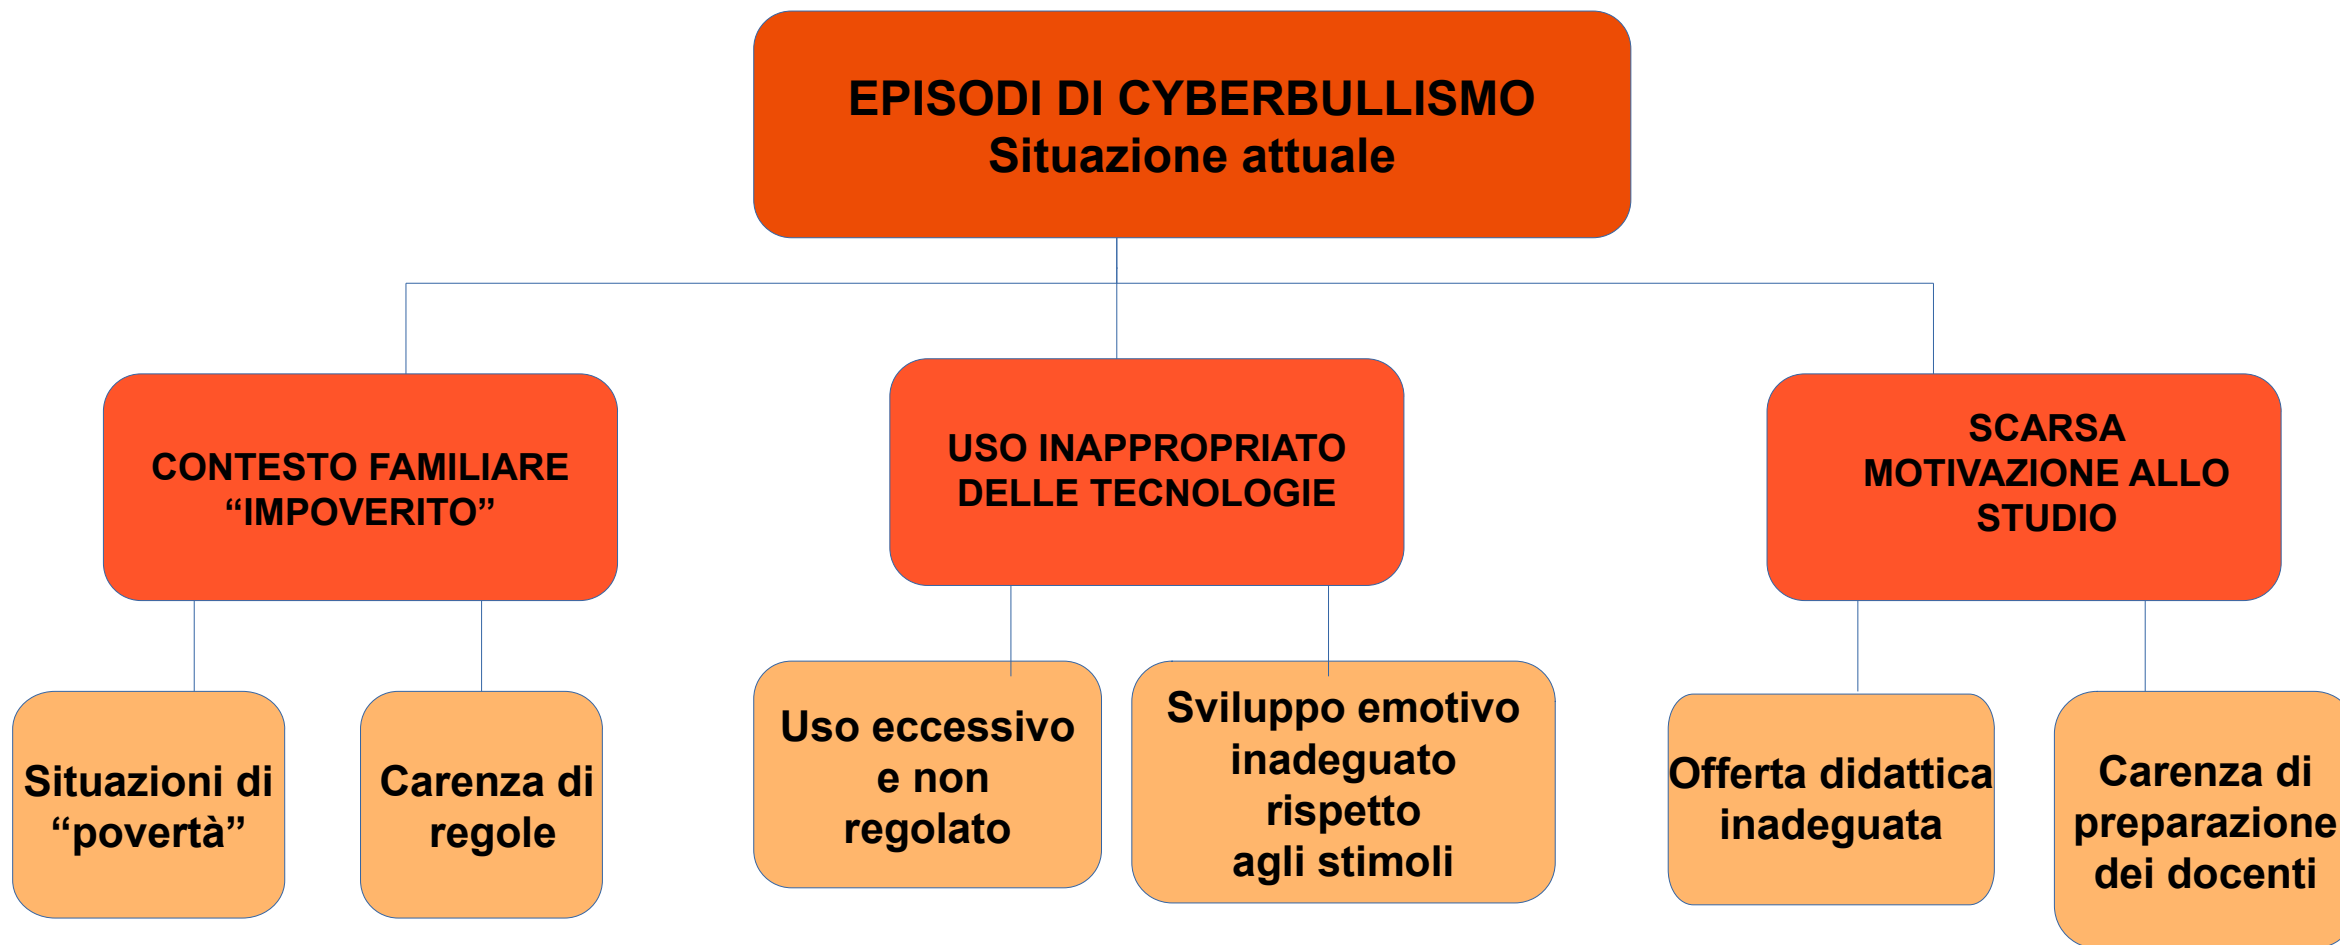 EPISODI DI CYBERBULLISMO
Situazione attuale
CONTESTO FAMILIARE
“IMPOVERITO”
USO INAPPROPRIATO
DELLE TECNOLOGIE
SCARSA
MOTIVAZIONE ALLO
STUDIO
Situazioni di
“povertà”
Carenza di
regole
Uso eccessivo
e non
regolato
Sviluppo emotivo
inadeguato
rispetto
agli stimoli
Offerta didattica
inadeguata
Carenza di
preparazione
dei docenti